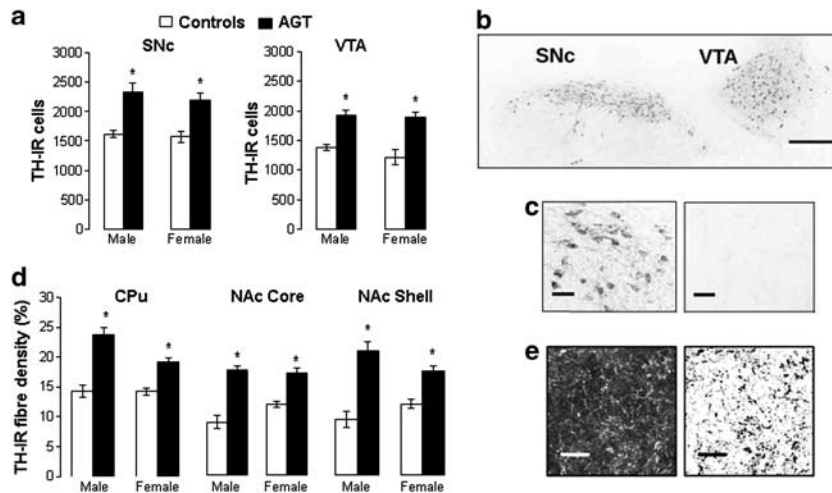 a
Controls AGT
SNc
TH-IR cells
3000
2500
2000
1500
1000
500
0
Male Female
VTA
TH-IR cells
3000
2500
2000
1500
1000
500
0
Male Female
b
SNc VTA
c
d
CPu NAc Core NAc Shell
TH-IR fibre density (%)
30
25
20
15
10
5
0
Male Female Male Female Male Female
* * * * * * * * * *
e